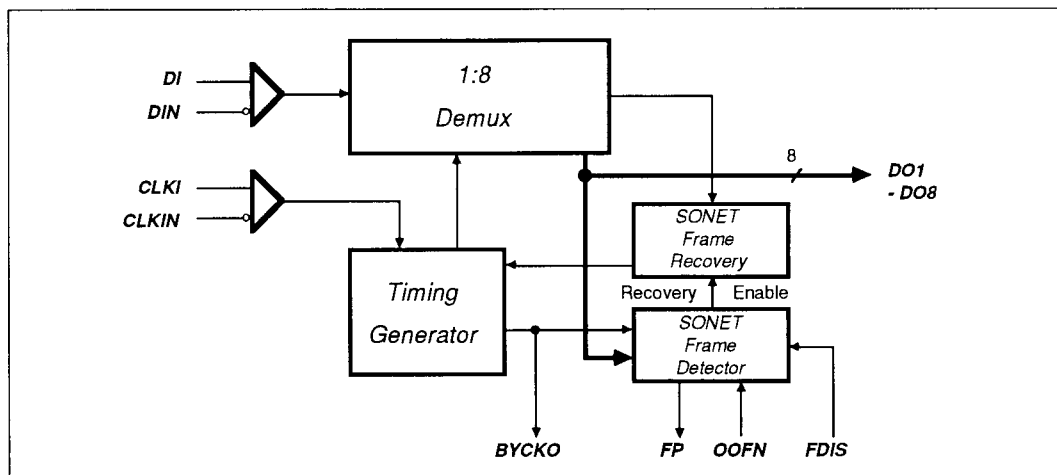 DI
DIN
1:8
Demux
8
DO1
- DO8
CLKI
CLKIN
SONET
Frame
Recovery
Timing
Generator
Recovery Enable
SONET
Frame
Detector
BYCKO
FP
OOFN
FDIS